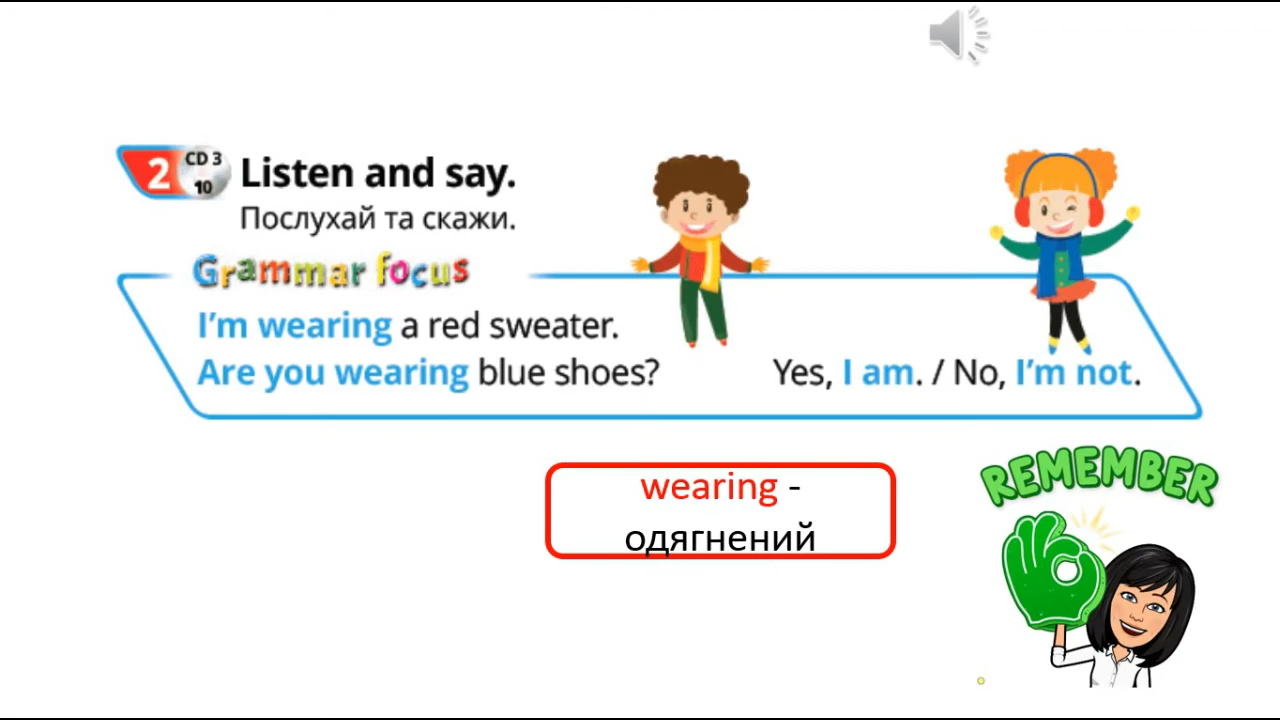 2 CD 3 10 Listen and say.
Послухай та скажи.
Grammar focus
I'm wearing a red sweater.
Are you wearing blue shoes? Yes, I am. / No, I'm not.
wearing -
одягнений
REMEMBER